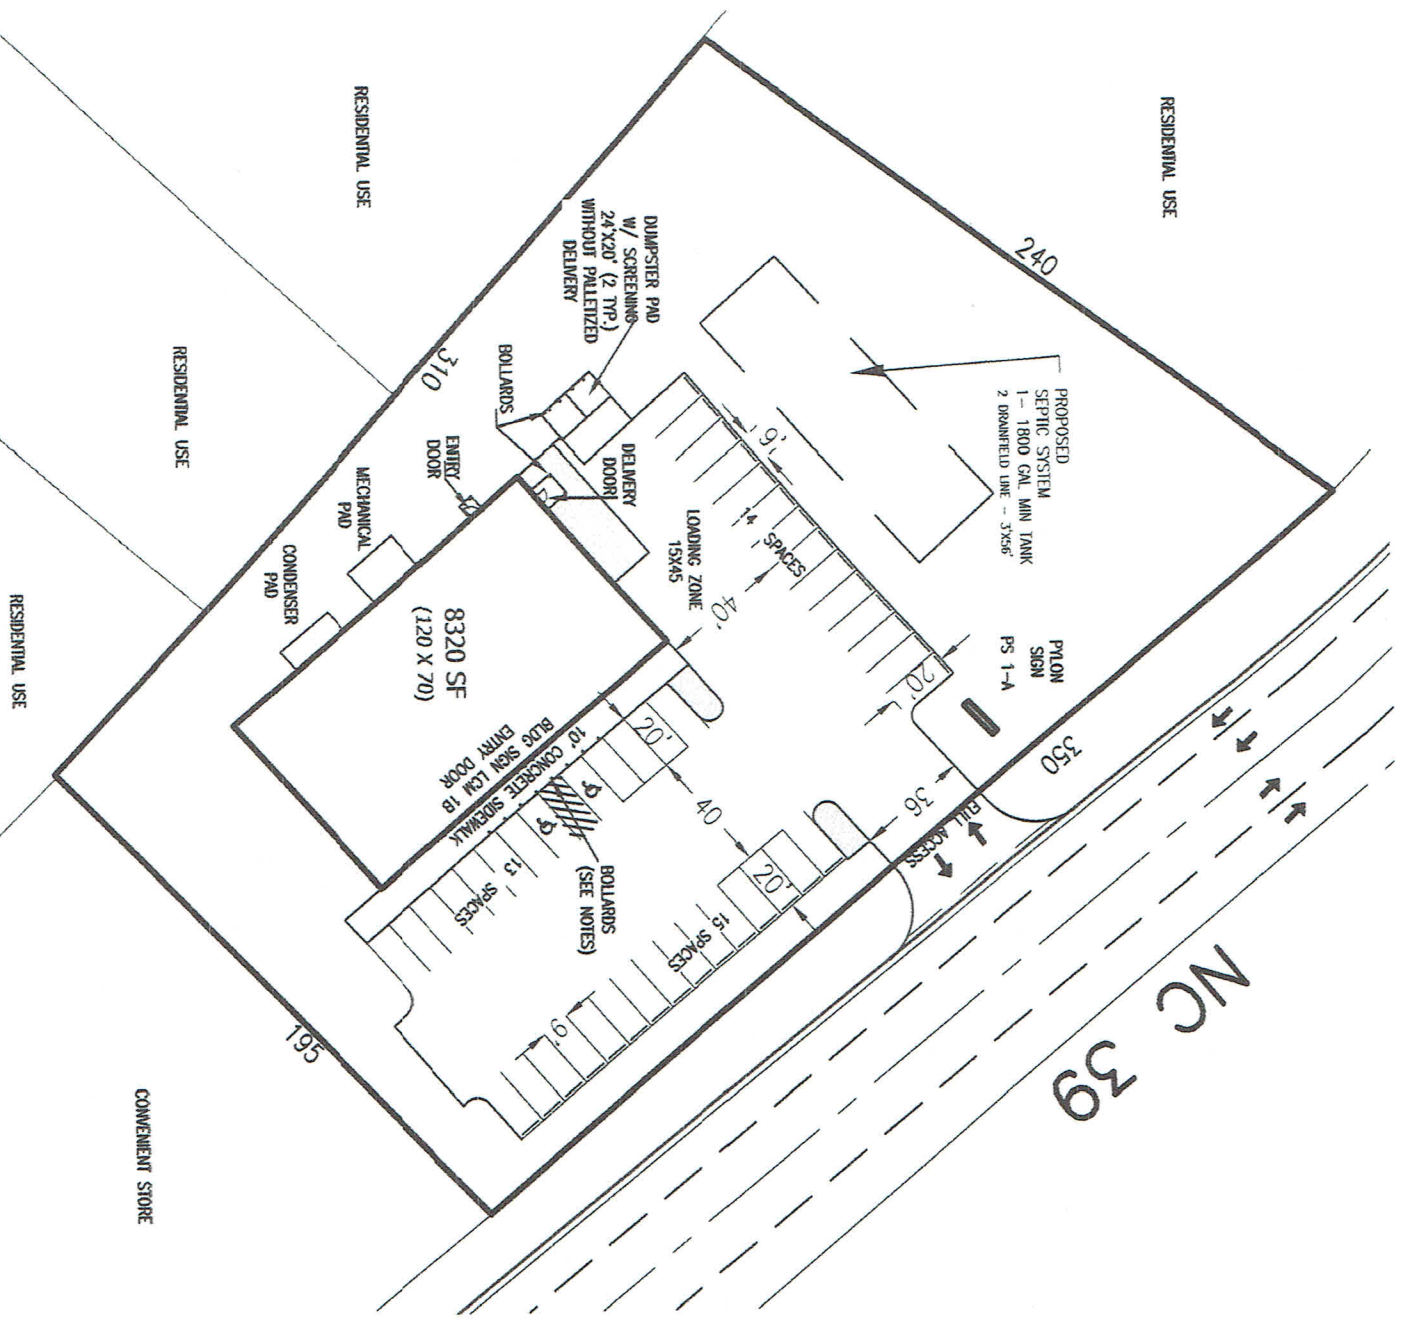 RESIDENTIAL USE
RESIDENTIAL USE
RESIDENTIAL USE
RESIDENTIAL USE
CONVENIENT STORE
240
310
195
350
PROPOSED
SEPTIC SYSTEM
1- 1800 GAL MIN TANK
2 DRAINFIELD LINE - 3'X56'
PYLON
SIGN
PS 1-A
DUMPSTER PAD
W/ SCREENING
24'X20' (2 TYP.)
WITHOUT PALLETIZED
DELIVERY
BOLLARDS
DELIVERY
DOOR
ENTRY
DOOR
MECHANICAL
PAD
CONDENSER
PAD
LOADING ZONE
15X45
9'
14 SPACES
40'
20'
8320 SF
(120 X 70)
BLDG SIGN LCM 1B
ENTRY DOOR
10' CONCRETE SIDEWALK
20'
40
20'
36
FULL ACCESS
BOLLARDS
(SEE NOTES)
13 SPACES
15 SPACES
9'
NC 39